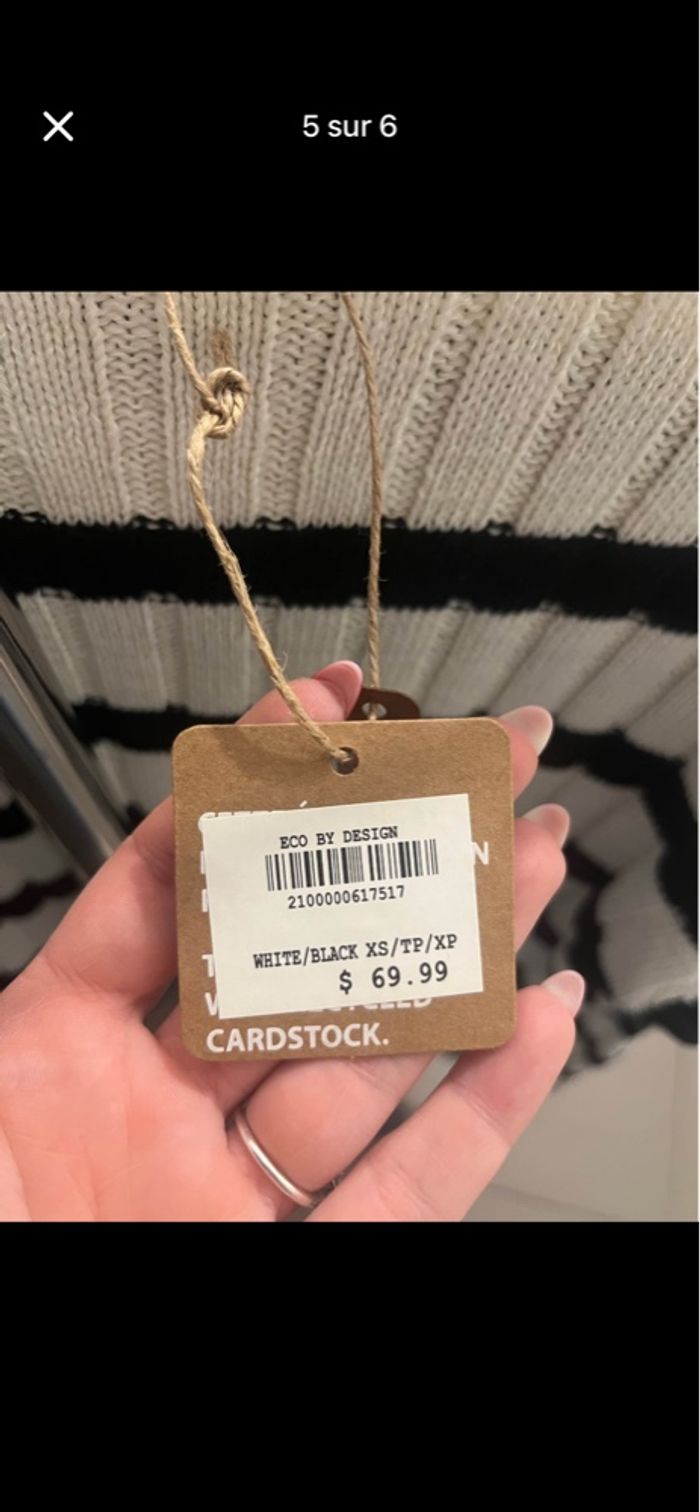 5 sur 6
ECO BY DESIGN
2100000617517
WHITE/BLACK XS/TP/XP
$ 69.99
CARDSTOCK.